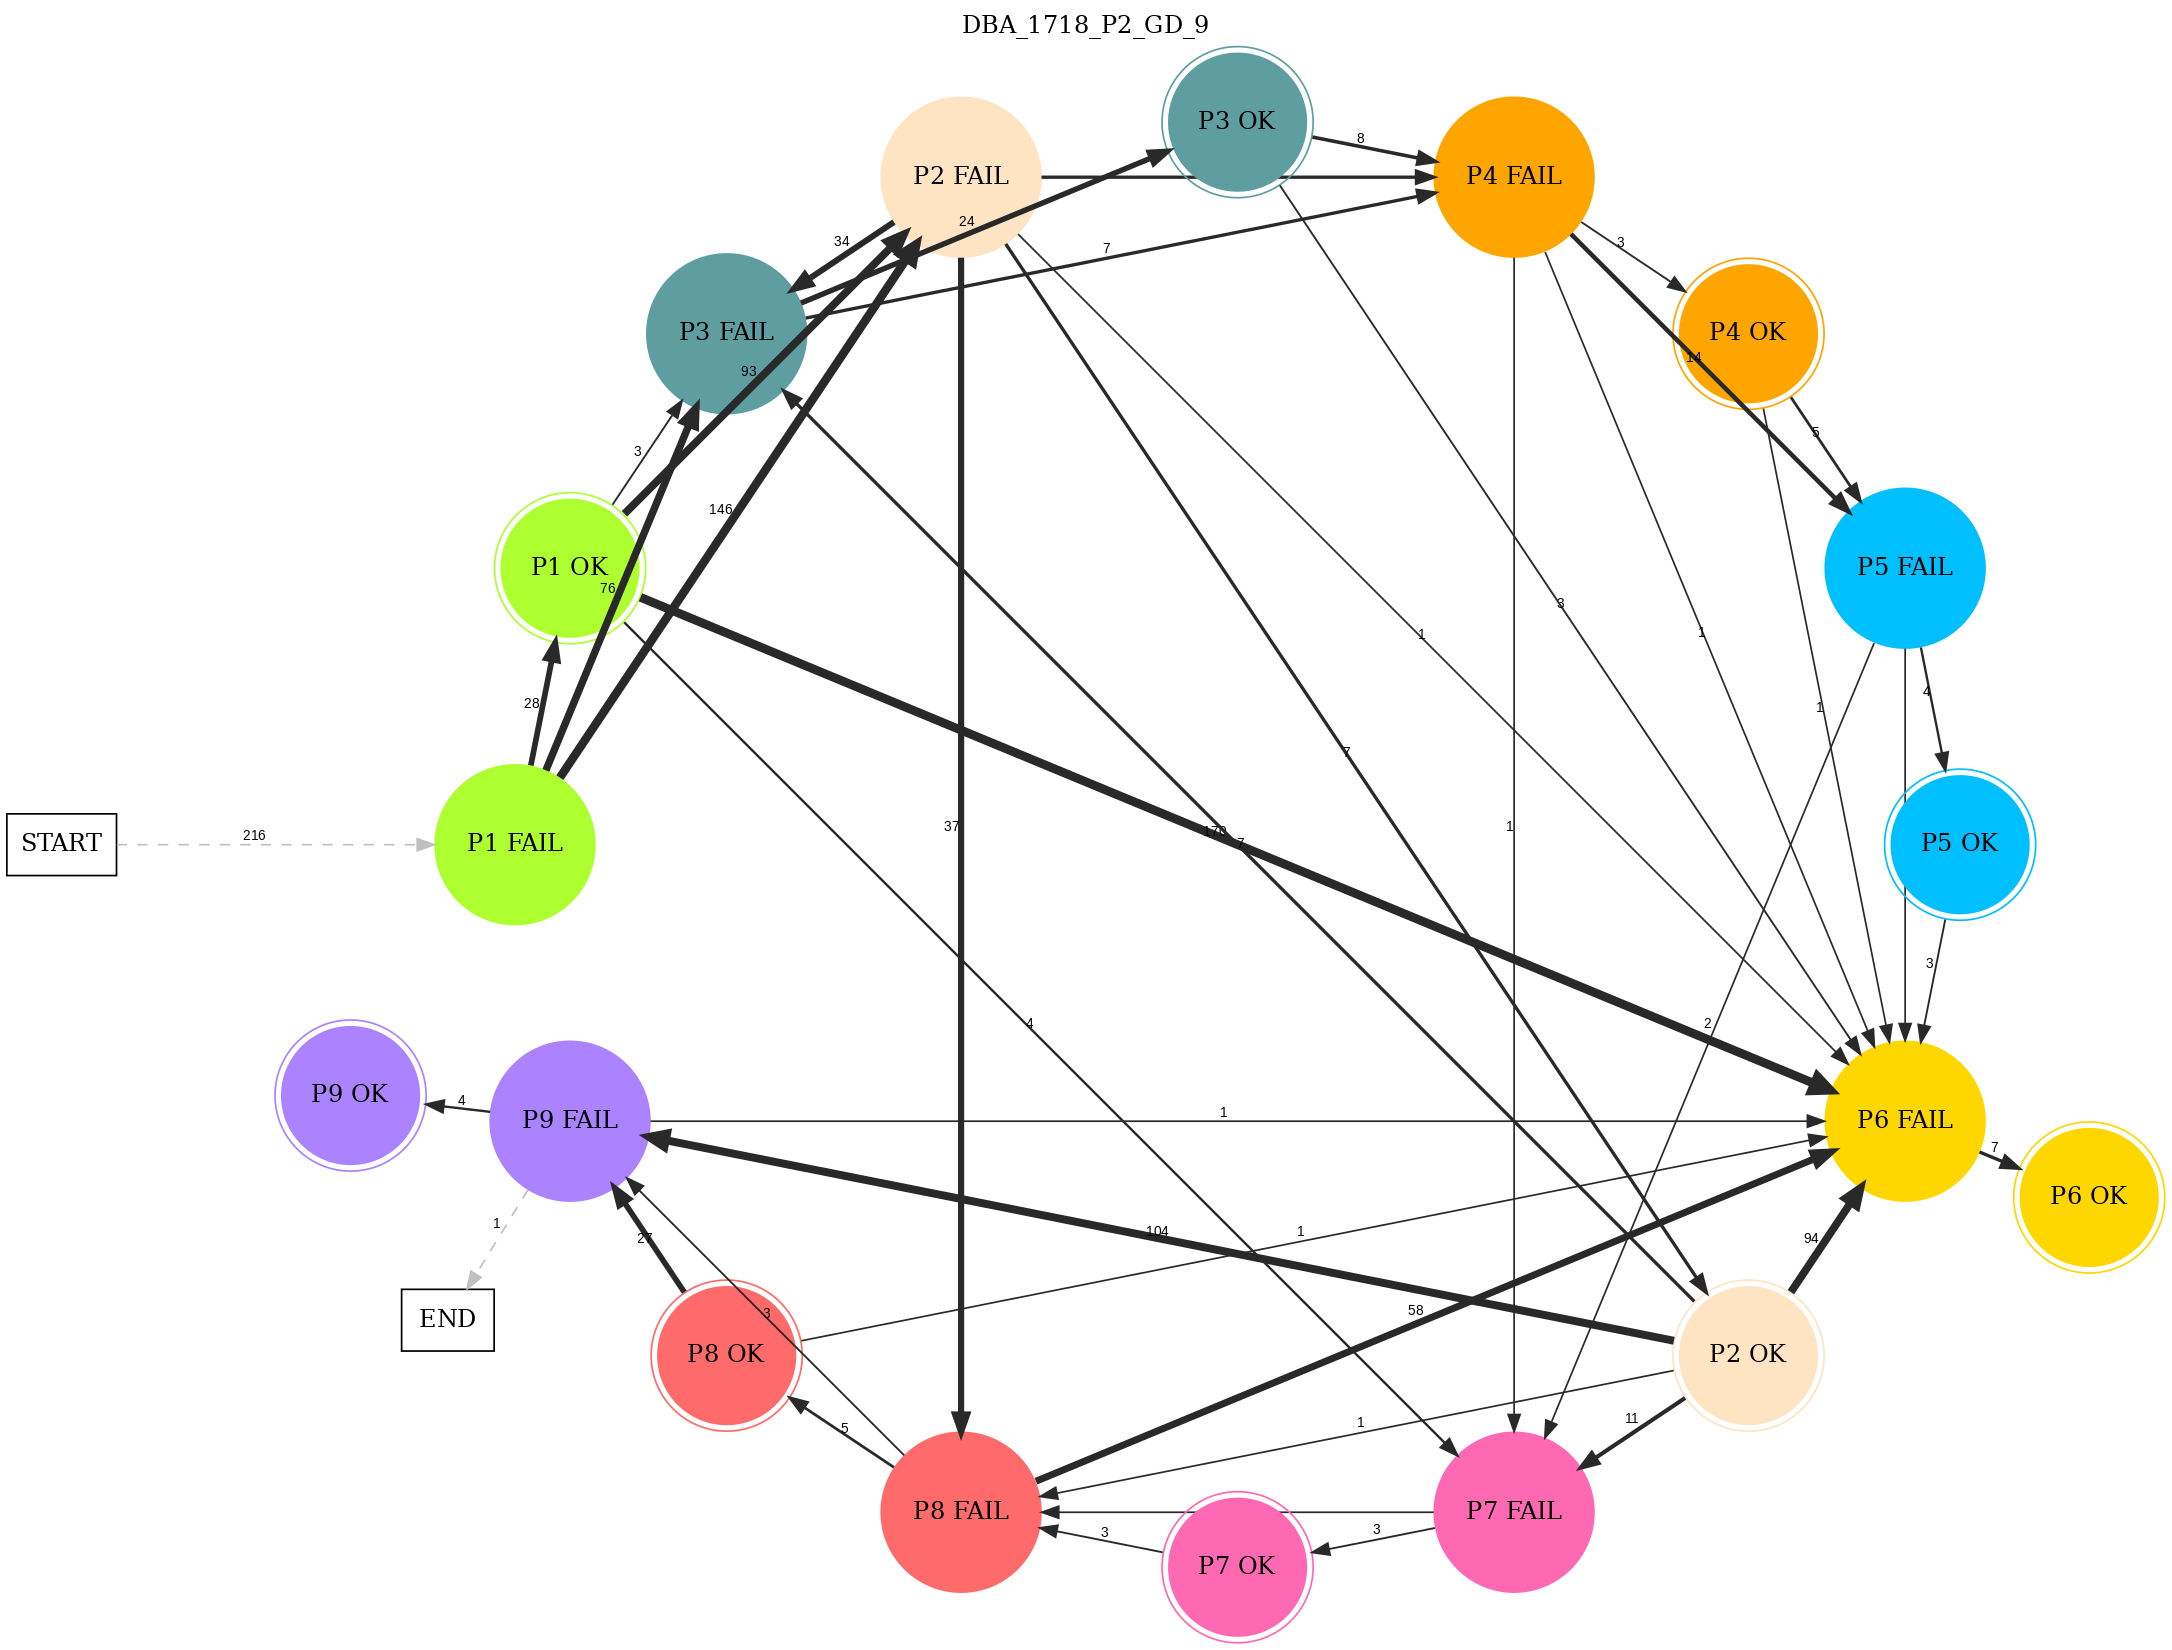 DBA_1718_P2_GD_9
P3 OK
P2 FAIL
P4 FAIL
8
3
24
34
7
P3 FAIL
P4 OK
14
93
5
3
146
P1 OK
P5 FAIL
76
3
1
1
28
4
1
7
216
37
1
7
START
P1 FAIL
P5 OK
3
4
2
P9 OK
4
P9 FAIL
1
P6 FAIL
7
P6 OK
1
27
104
1
94
END
3
58
P8 OK
P2 OK
5
1
11
P8 FAIL
3
3
P7 FAIL
P7 OK